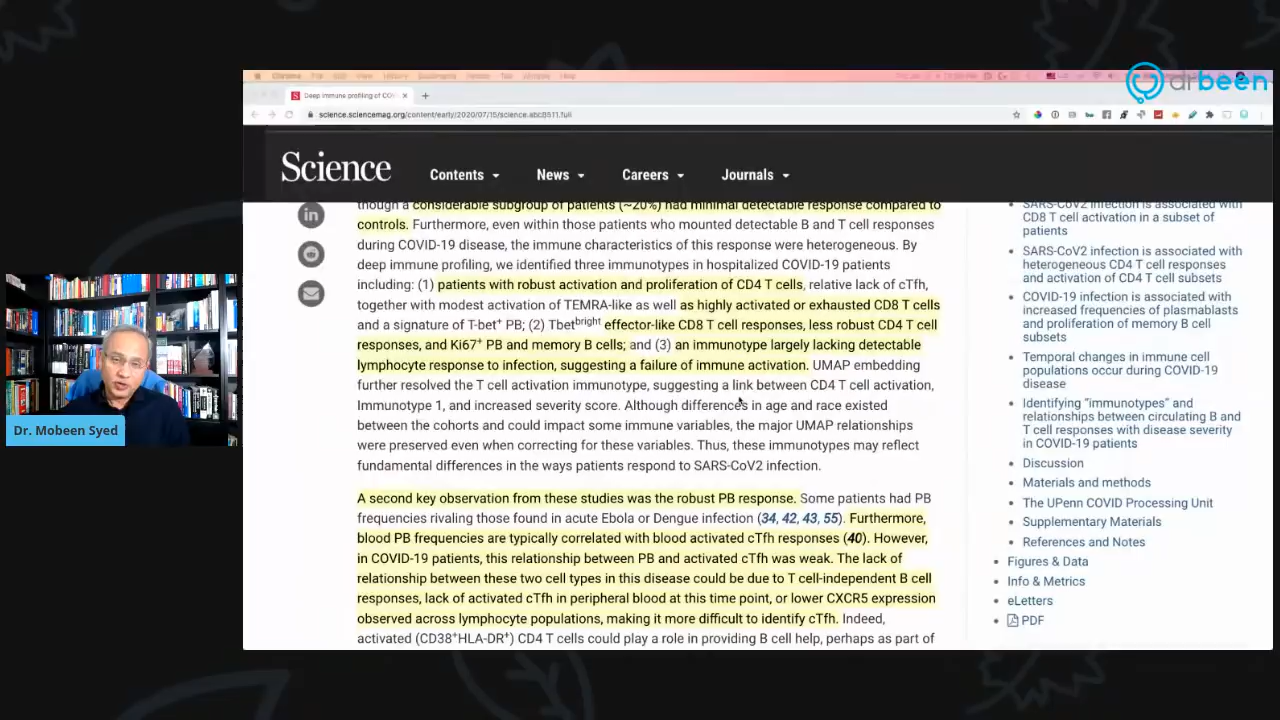 drbeen
Deep immune profiling of COV
science.sciencemag.org/content/early/2020/07/15/science.abc8511.full
Science
Contents
News
Careers
Journals
though a considerable subgroup of patients (~20%) had minimal detectable response compared to
controls. Furthermore, even within those patients who mounted detectable B and T cell responses
during COVID-19 disease, the immune characteristics of this response were heterogeneous. By
deep immune profiling, we identified three immunotypes in hospitalized COVID-19 patients
including: (1) patients with robust activation and proliferation of CD4 T cells, relative lack of cTfh,
together with modest activation of TEMRA-like as well as highly activated or exhausted CD8 T cells
and a signature of T-bet⁺ PB; (2) Tbetbright effector-like CD8 T cell responses, less robust CD4 T cell
responses, and Ki67⁺ PB and memory B cells; and (3) an immunotype largely lacking detectable
lymphocyte response to infection, suggesting a failure of immune activation. UMAP embedding
further resolved the T cell activation immunotype, suggesting a link between CD4 T cell activation,
Immunotype 1, and increased severity score. Although differences in age and race existed
between the cohorts and could impact some immune variables, the major UMAP relationships
were preserved even when correcting for these variables. Thus, these immunotypes may reflect
fundamental differences in the ways patients respond to SARS-CoV2 infection.
A second key observation from these studies was the robust PB response. Some patients had PB
frequencies rivaling those found in acute Ebola or Dengue infection (34, 42, 43, 55). Furthermore,
blood PB frequencies are typically correlated with blood activated cTfh responses (40). However,
in COVID-19 patients, this relationship between PB and activated cTfh was weak. The lack of
relationship between these two cell types in this disease could be due to T cell-independent B cell
responses, lack of activated cTfh in peripheral blood at this time point, or lower CXCR5 expression
observed across lymphocyte populations, making it more difficult to identify cTfh. Indeed,
activated (CD38⁺HLA-DR⁺) CD4 T cells could play a role in providing B cell help, perhaps as part of
SARS-CoV2 infection is associated with
CD8 T cell activation in a subset of
patients
SARS-CoV2 infection is associated with
heterogeneous CD4 T cell responses
and activation of CD4 T cell subsets
COVID-19 infection is associated with
increased frequencies of plasmablasts
and proliferation of memory B cell
subsets
Temporal changes in immune cell
populations occur during COVID-19
disease
Identifying “immunotypes” and
relationships between circulating B and
T cell responses with disease severity
in COVID-19 patients
Discussion
Materials and methods
The UPenn COVID Processing Unit
Supplementary Materials
References and Notes
Figures & Data
Info & Metrics
eLetters
PDF
Dr. Mobeen Syed